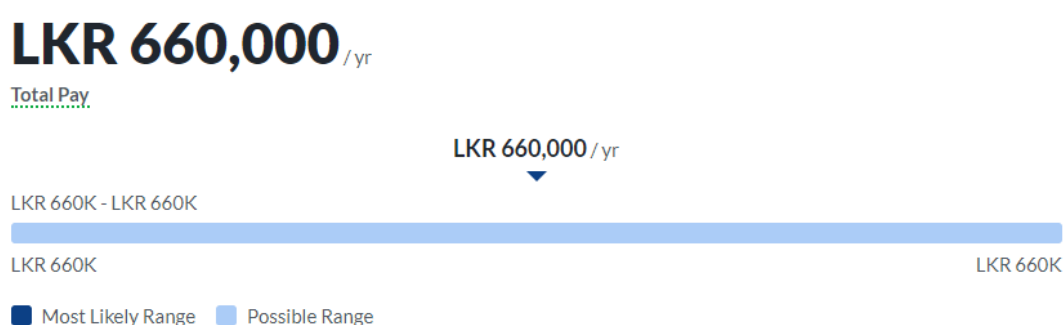 LKR 660,000 / yr
Total Pay
LKR 660,000 / yr
LKR 660K - LKR 660K
LKR 660K LKR 660K
Most Likely Range Possible Range